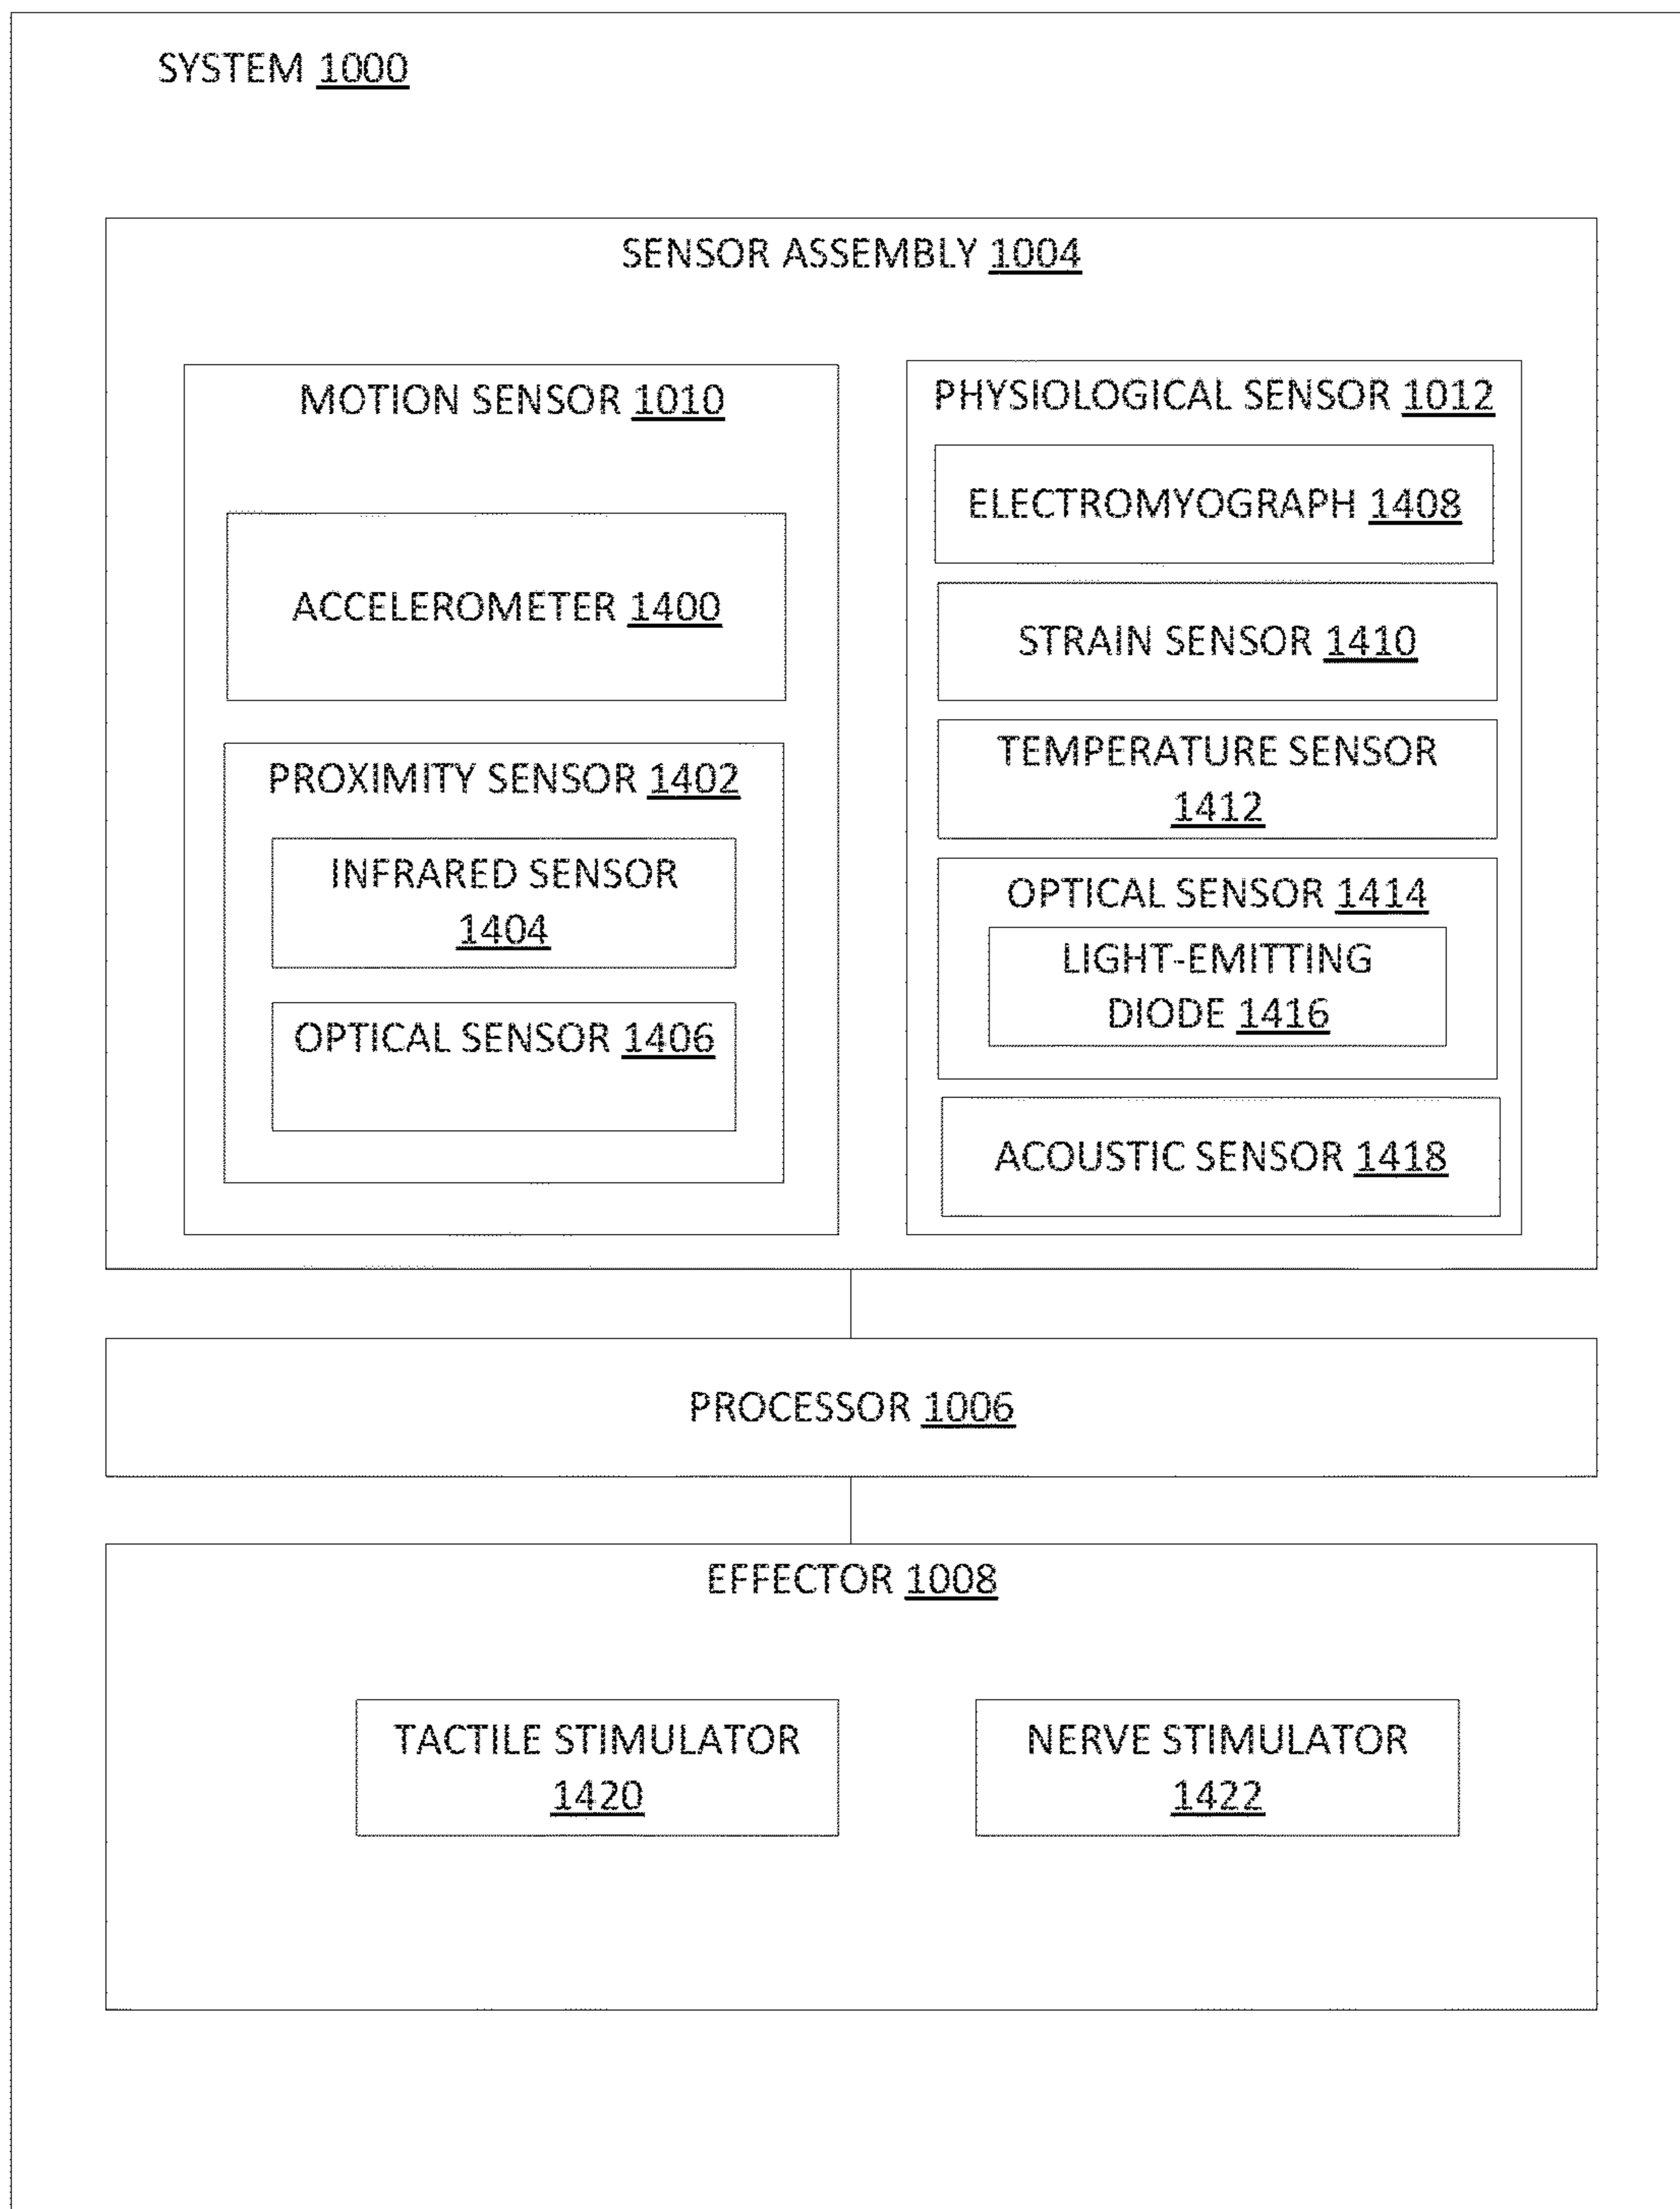 SYSTEM 1000
SENSOR ASSEMBLY 1004
MOTION SENSOR 1010
ACCELEROMETER 1400
PROXIMITY SENSOR 1402
INFRARED SENSOR
1404
OPTICAL SENSOR 1406
PHYSIOLOGICAL SENSOR 1012
ELECTROMYOGRAPH 1408
STRAIN SENSOR 1410
TEMPERATURE SENSOR
1412
OPTICAL SENSOR 1414
LIGHT-EMITTING
DIODE 1416
ACOUSTIC SENSOR 1418
PROCESSOR 1006
EFFECTOR 1008
TACTILE STIMULATOR
1420
NERVE STIMULATOR
1422